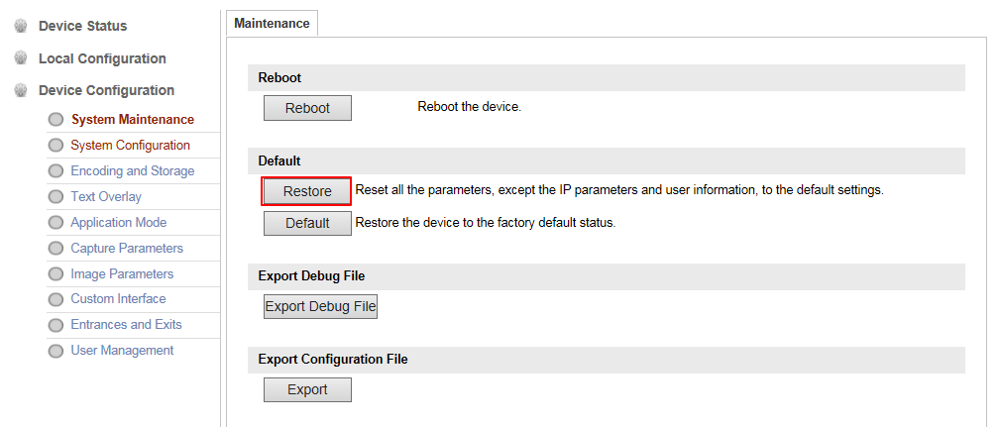 Device Status
Local Configuration
Device Configuration
System Maintenance
System Configuration
Encoding and Storage
Text Overlay
Application Mode
Capture Parameters
Image Parameters
Custom Interface
Entrances and Exits
User Management
Maintenance
Reboot
Reboot Reboot the device.
Default
Restore Reset all the parameters, except the IP parameters and user information, to the default settings.
Default Restore the device to the factory default status.
Export Debug File
Export Debug File
Export Configuration File
Export